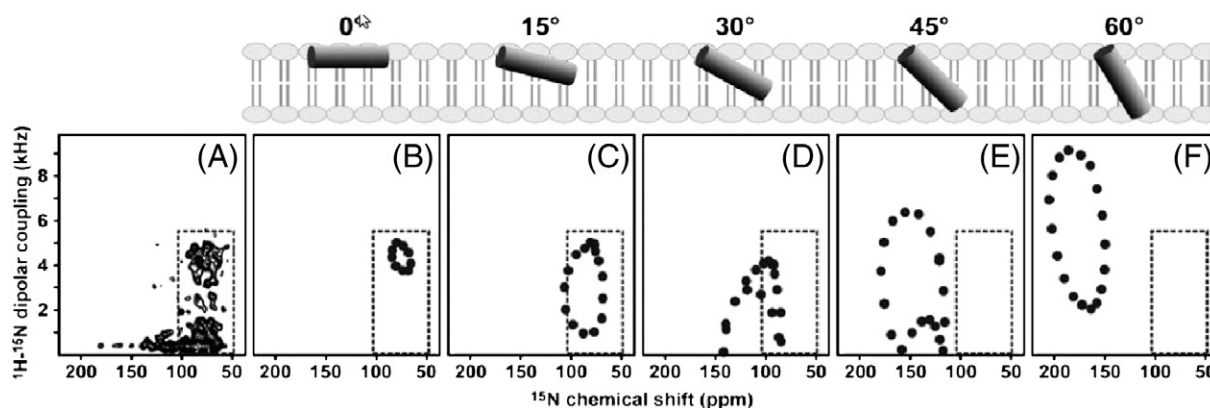 0° 15° 30° 45° 60°
(A) (B) (C) (D) (E) (F)
¹H-¹⁵N dipolar coupling (kHz)
8
6
4
2
200 150 100 50 200 150 100 50 200 150 100 50 200 150 100 50 200 150 100 50 200 150 100 50
¹⁵N chemical shift (ppm)